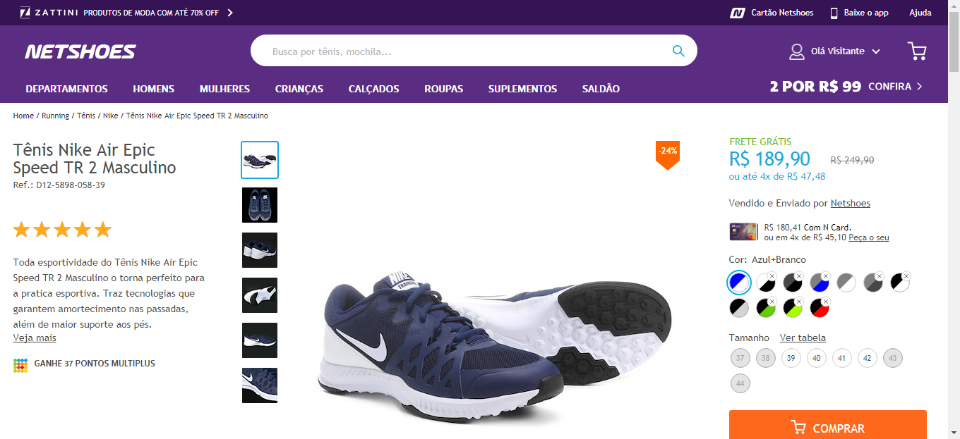 ZATTINI PRODUTOS DE MODA COM ATÉ 70% OFF
Cartão Netshoes
Baixe o app
Ajuda
NETSHOES
Busca por tênis, mochila...
Olá Visitante
DEPARTAMENTOS HOMENS MULHERES CRIANÇAS CALÇADOS ROUPAS SUPLEMENTOS SALDÃO
2 POR R$ 99 CONFIRA
Home / Running / Tênis / Nike / Tênis Nike Air Epic Speed TR 2 Masculino
Tênis Nike Air Epic
Speed TR 2 Masculino
Ref.: D12-5898-058-39
Toda esportividade do Tênis Nike Air Epic
Speed TR 2 Masculino o torna perfeito para
a pratica esportiva. Traz tecnologias que
garantem amortecimento nas passadas,
além de maior suporte aos pés.
Veja mais
GANHE 37 PONTOS MULTIPLUS
-24%
NIKE
TRAINING
FRETE GRÁTIS
R$ 189,90 R$ 249,90
ou até 4x de R$ 47,48
Vendido e Enviado por Netshoes
R$ 180,41 Com N Card.
ou em 4x de R$ 45,10 Peça o seu
Cor: Azul+Branco
Tamanho Ver tabela
37 38 39 40 41 42 43
44
COMPRAR